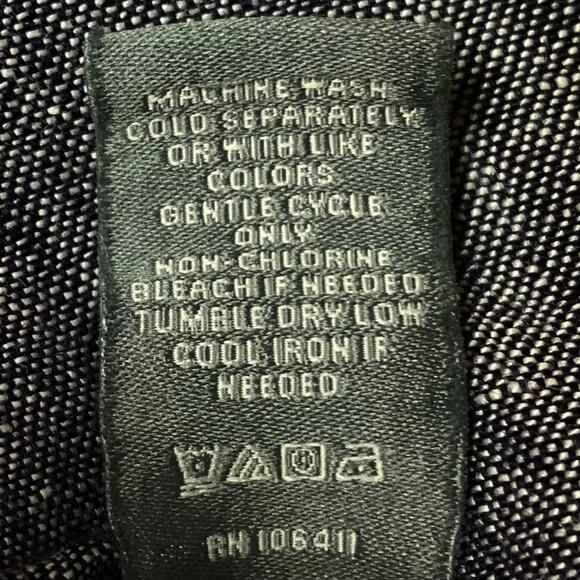 MACHINE WASH
COLD SEPARATELY
OR WITH LIKE
COLORS
GENTLE CYCLE
ONLY
NON-CHLORINE
BLEACH IF NEEDED
TUMBLE DRY LOW
COOL IRON IF
NEEDED
RN 106411